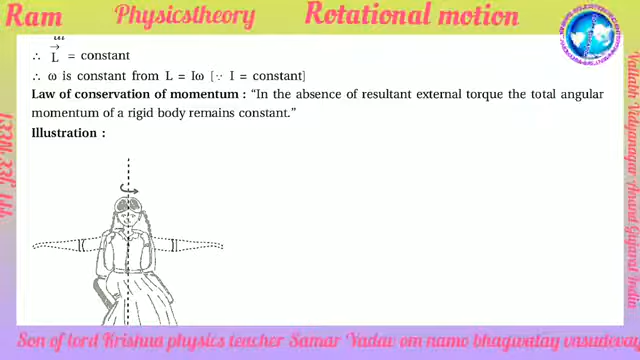 Ram Physicstheory Rotational motion
∴ L⃗ = constant
∴ ω is constant from L = Iω [∵ I = constant]
Law of conservation of momentum : “In the absence of resultant external torque the total angular
momentum of a rigid body remains constant.”
Illustration :
Vallabh Vidyanagar Anand Gujarat India
Son of lord Krishna physics teacher Samar Yadav om namo bhagwatay vasudevay